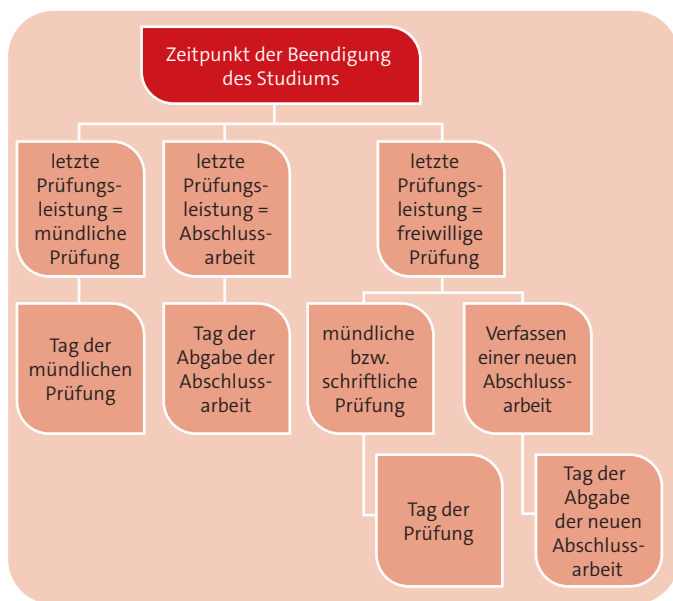 Zeitpunkt der Beendigung
des Studiums
letzte
Prüfungs-
leistung =
mündliche
Prüfung
letzte
Prüfungs-
leistung =
Abschluss-
arbeit
letzte
Prüfungs-
leistung =
freiwillige
Prüfung
Tag der
mündlichen
Prüfung
Tag der
Abgabe der
Abschluss-
arbeit
mündliche
bzw.
schriftliche
Prüfung
Verfassen
einer neuen
Abschluss-
arbeit
Tag der
Prüfung
Tag der
Abgabe
der neuen
Abschluss-
arbeit